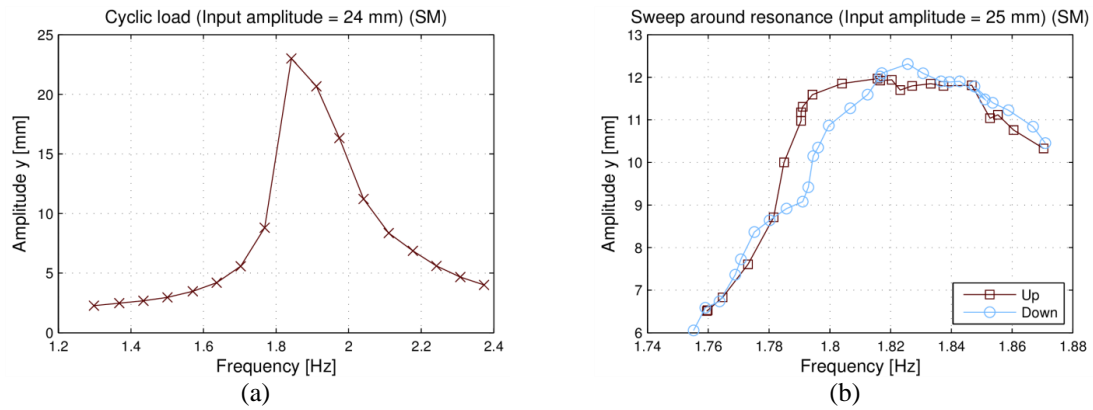 Cyclic load (Input amplitude = 24 mm) (SM)
25
20
15
10
5
0
Amplitude y [mm]
1.2 1.4 1.6 1.8 2 2.2 2.4
Frequency [Hz]
(a)
Sweep around resonance (Input amplitude = 25 mm) (SM)
13
12
11
10
9
8
7
6
Amplitude y [mm]
Up
Down
1.74 1.76 1.78 1.8 1.82 1.84 1.86 1.88
Frequency [Hz]
(b)